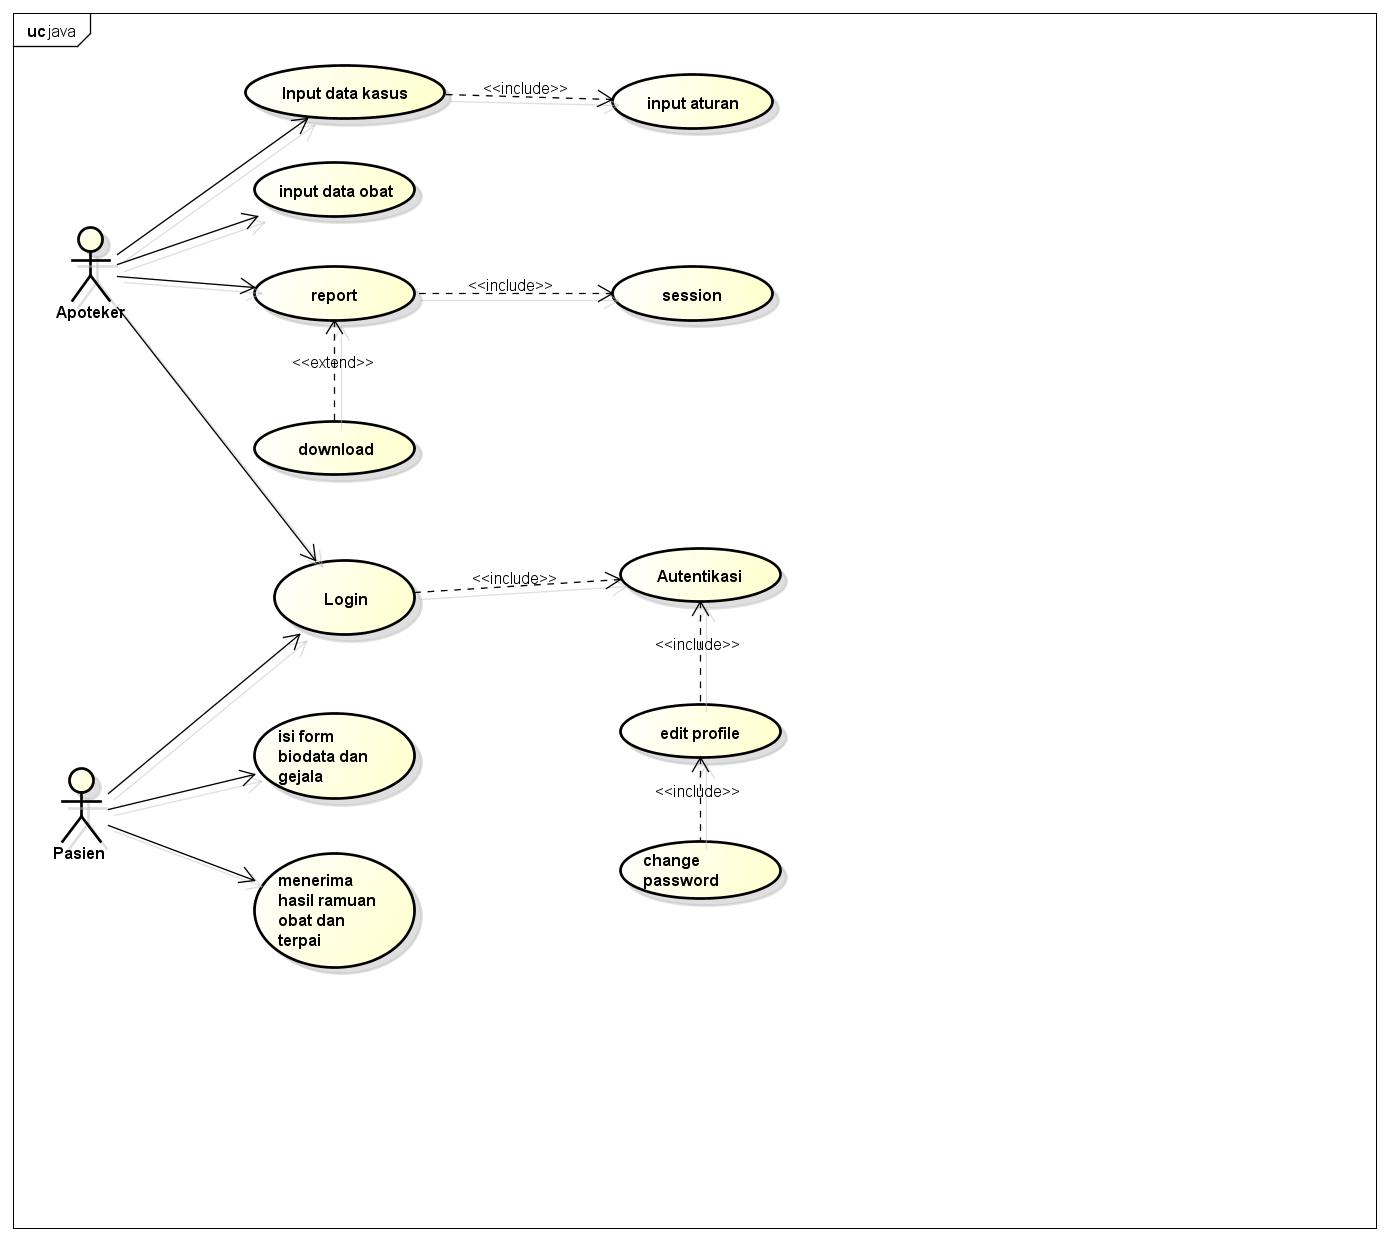 uc java
Input data kasus
<<include>>
input aturan
input data obat
Apoteker
report
<<include>>
session
<<extend>>
download
Login
<<include>>
Autentikasi
<<include>>
edit profile
<<include>>
change
password
Pasien
isi form
biodata dan
gejala
menerima
hasil ramuan
obat dan
terpai